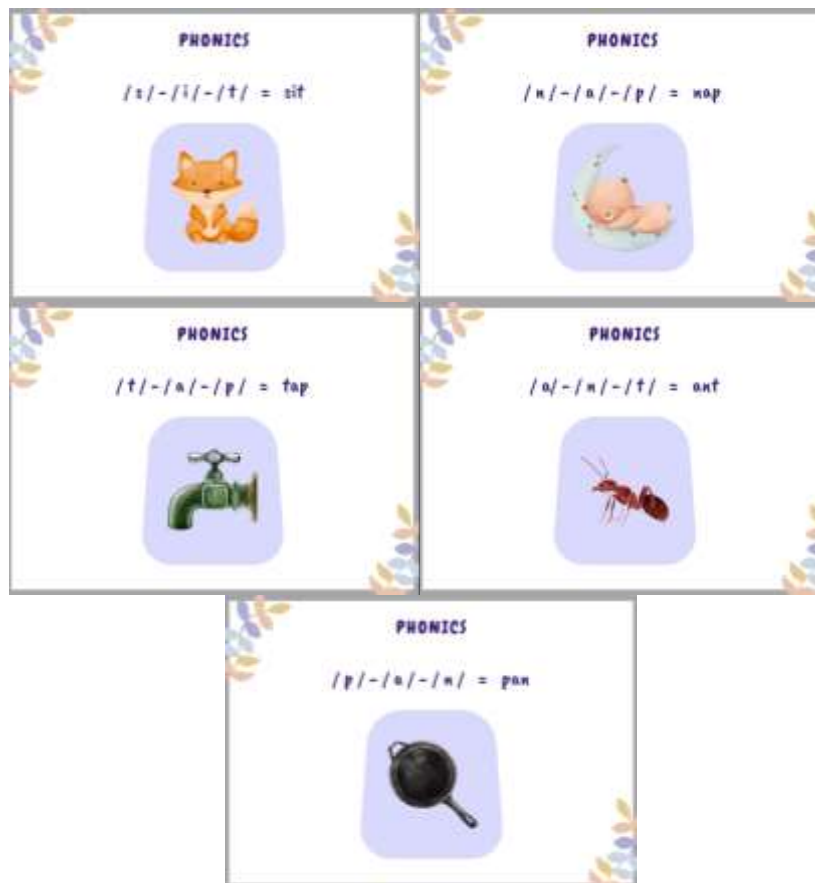 PHONICS
/s/-/i/-/t/ = sit
PHONICS
/n/-/a/-/p/ = nap
PHONICS
/t/-/a/-/p/ = tap
PHONICS
/a/-/n/-/t/ = ant
PHONICS
/p/-/a/-/n/ = pan